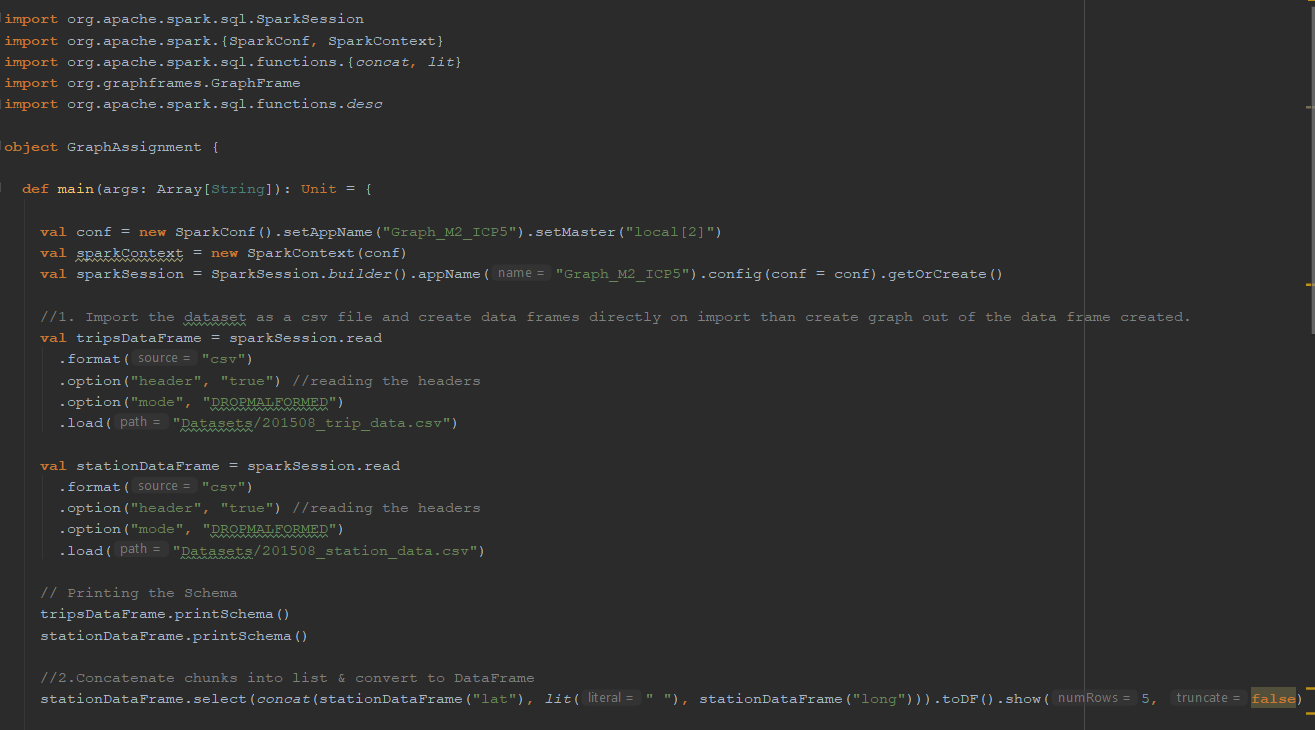 import org.apache.spark.sql.SparkSession
import org.apache.spark.{SparkConf, SparkContext}
import org.apache.spark.sql.functions.{concat, lit}
import org.graphframes.GraphFrame
import org.apache.spark.sql.functions.desc
object GraphAssignment {
def main(args: Array[String]): Unit = {
val conf = new SparkConf().setAppName("Graph_M2_ICP5").setMaster("local[2]")
val sparkContext = new SparkContext(conf)
val sparkSession = SparkSession.builder().appName( name = "Graph_M2_ICP5").config(conf = conf).getOrCreate()
//1. Import the dataset as a csv file and create data frames directly on import than create graph out of the data frame created.
val tripsDataFrame = sparkSession.read
.format( source = "csv")
.option("header", "true") //reading the headers
.option("mode", "DROPMALFORMED")
.load( path = "Datasets/201508_trip_data.csv")
val stationDataFrame = sparkSession.read
.format( source = "csv")
.option("header", "true") //reading the headers
.option("mode", "DROPMALFORMED")
.load( path = "Datasets/201508_station_data.csv")
// Printing the Schema
tripsDataFrame.printSchema()
stationDataFrame.printSchema()
//2.Concatenate chunks into list & convert to DataFrame
stationDataFrame.select(concat(stationDataFrame("lat"), lit( literal = " "), stationDataFrame("long"))).toDF().show( numRows = 5, truncate = false)